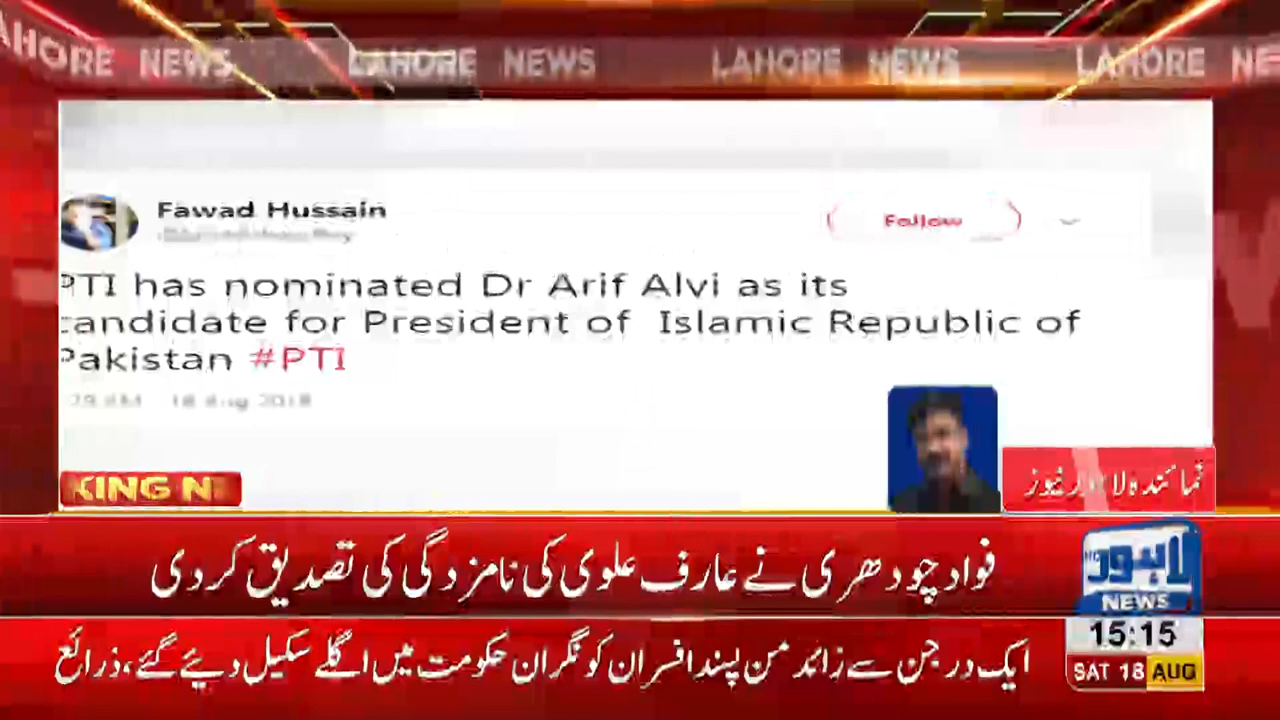 LAHORE NEWS LAHORE NEWS LAHORE NEWS LAHORE NE
Fawad Hussain
Follow
PTI has nominated Dr Arif Alvi as its
candidate for President of Islamic Republic of
Pakistan #PTI
18 Aug 2018
KING NE
نمائندہ لاہور نیوز
فواد چودھری نے عارف علوی کی نامزدگی کی تصدیق کر دی
لاہور
NEWS
15:15
ایک درجن سے زائد من پسند افسران کو نگران حکومت میں اگلے سکیل دیئے گئے، ذرائع
SAT 18 AUG